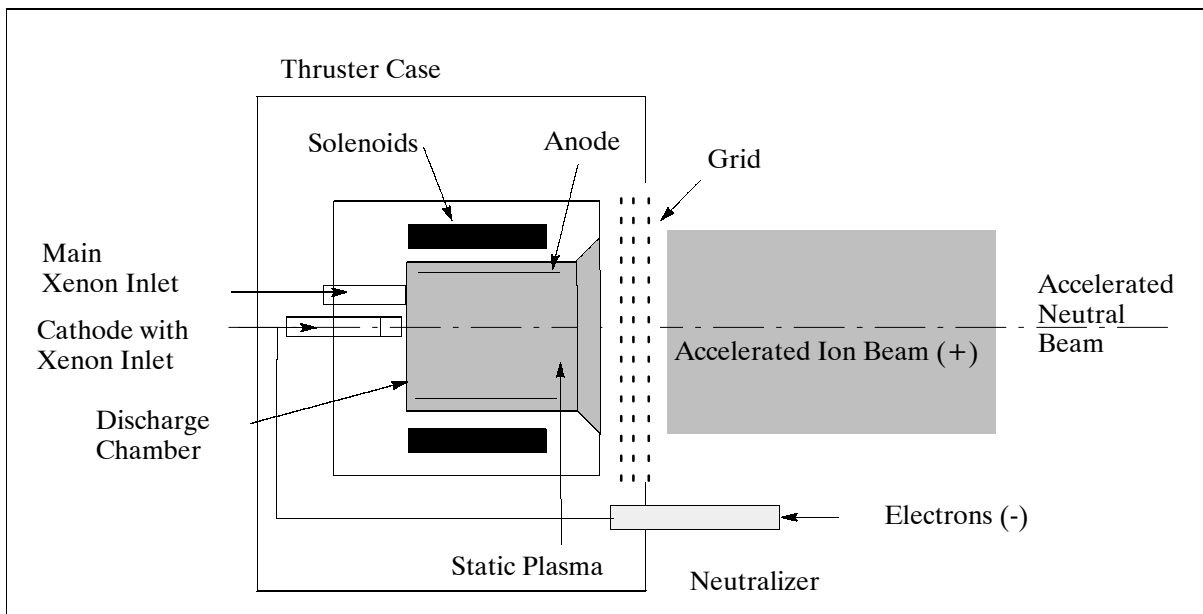 Thruster Case
Solenoids
Anode
Grid
Main
Xenon Inlet
Cathode with
Xenon Inlet
Accelerated
Neutral
Beam
Accelerated Ion Beam (+)
Discharge
Chamber
Electrons (-)
Static Plasma
Neutralizer